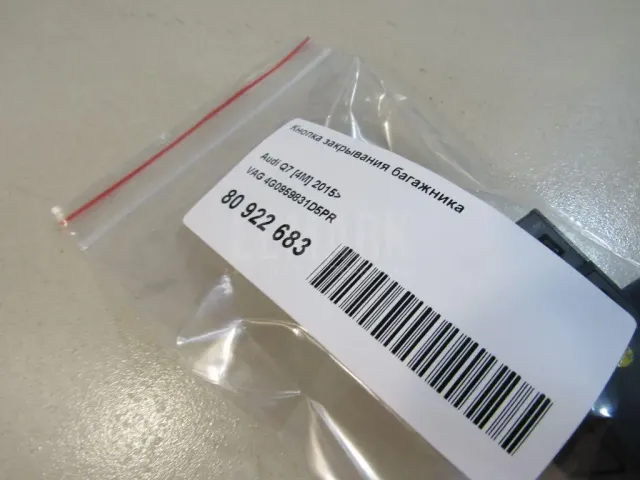 Кнопка закрывания багажника
Audi Q7 [4M] 2015>
VAG 4G0959831D5PR
80 922 683